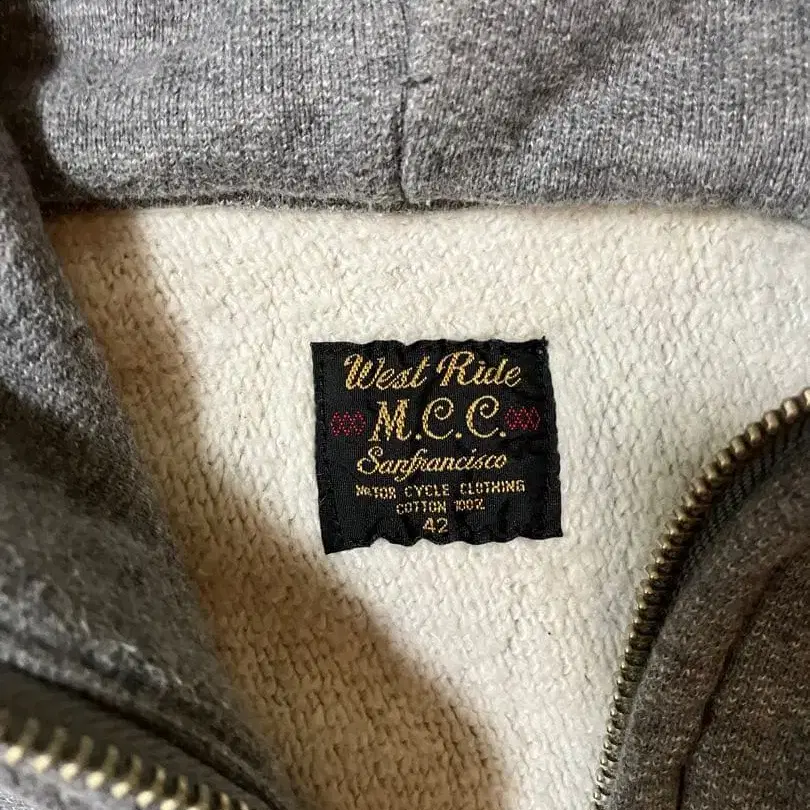 West Ride
M.C.C.
Sanfrancisco
MOTOR CYCLE CLOTHING
COTTON 100%
42